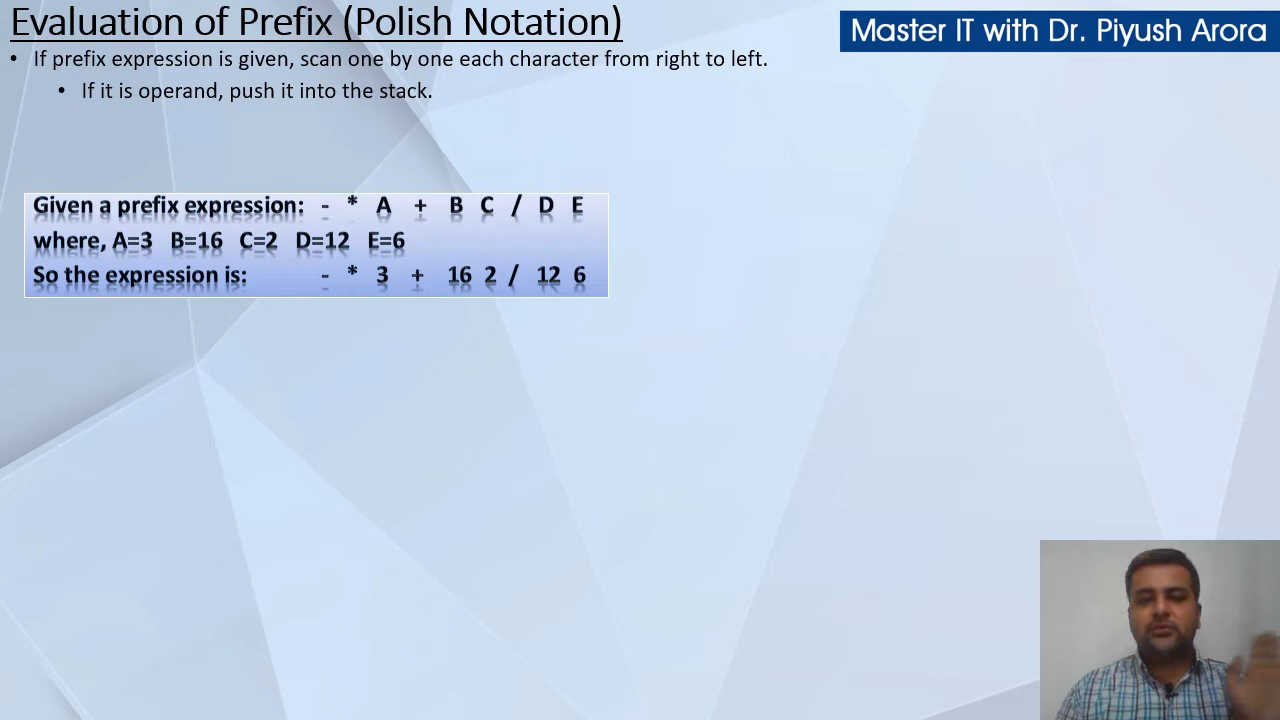 Evaluation of Prefix (Polish Notation)
Master IT with Dr. Piyush Arora
• If prefix expression is given, scan one by one each character from right to left.
• If it is operand, push it into the stack.
Given a prefix expression: - * A + B C / D E
where, A=3 B=16 C=2 D=12 E=6
So the expression is: - * 3 + 16 2 / 12 6